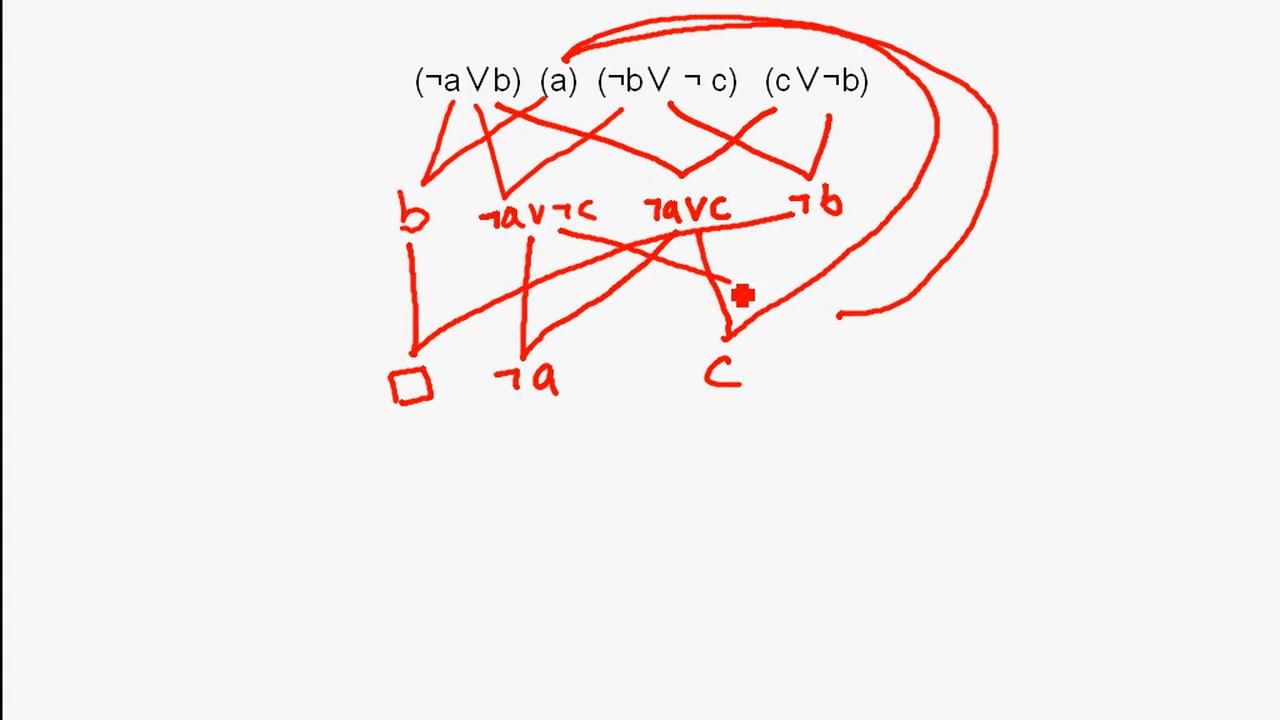 (¬a∨b) (a) (¬b∨ ¬c) (c∨¬b)
b ¬a∨¬c ¬a∨c ¬b
□ ¬a c